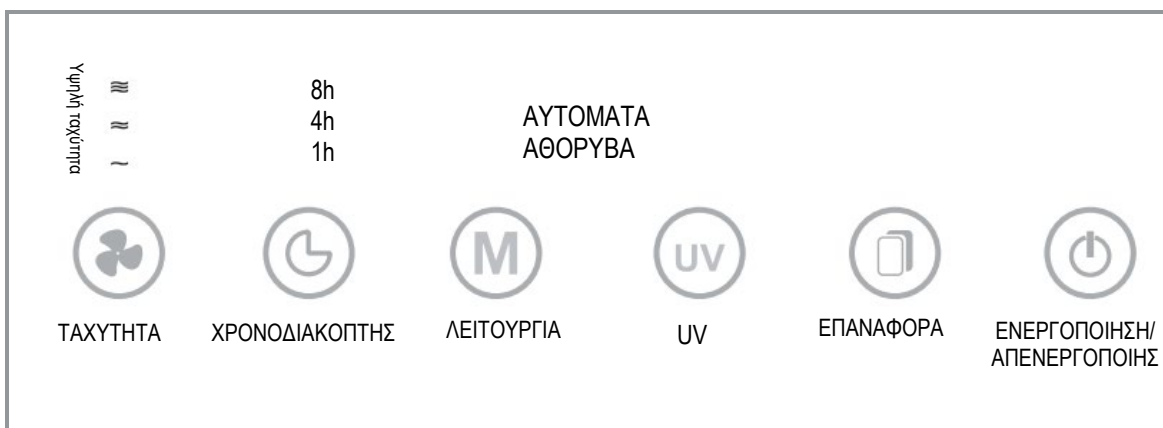 Υψηλή ταχύτητα
8h
4h
1h
ΑΥΤΟΜΑΤΑ
ΑΘΟΡΥΒΑ
M
UV
ΤΑΧΥΤΗΤΑ
ΧΡΟΝΟΔΙΑΚΟΠΤΗΣ
ΛΕΙΤΟΥΡΓΙΑ
UV
ΕΠΑΝΑΦΟΡΑ
ΕΝΕΡΓΟΠΟΙΗΣΗ/
ΑΠΕΝΕΡΓΟΠΟΙΗΣ